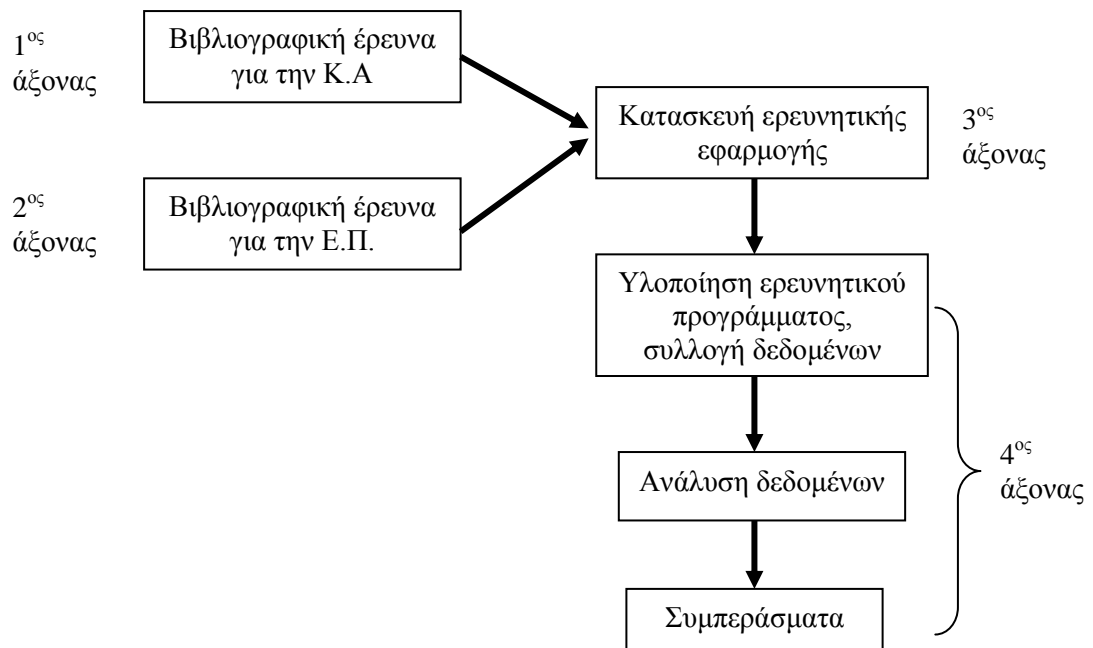 1ος
άξονας
Βιβλιογραφική έρευνα
για την Κ.Α
2ος
άξονας
Βιβλιογραφική έρευνα
για την Ε.Π.
Κατασκευή ερευνητικής
εφαρμογής
3ος
άξονας
Υλοποίηση ερευνητικού
προγράμματος,
συλλογή δεδομένων
Ανάλυση δεδομένων
Συμπεράσματα
4ος
άξονας